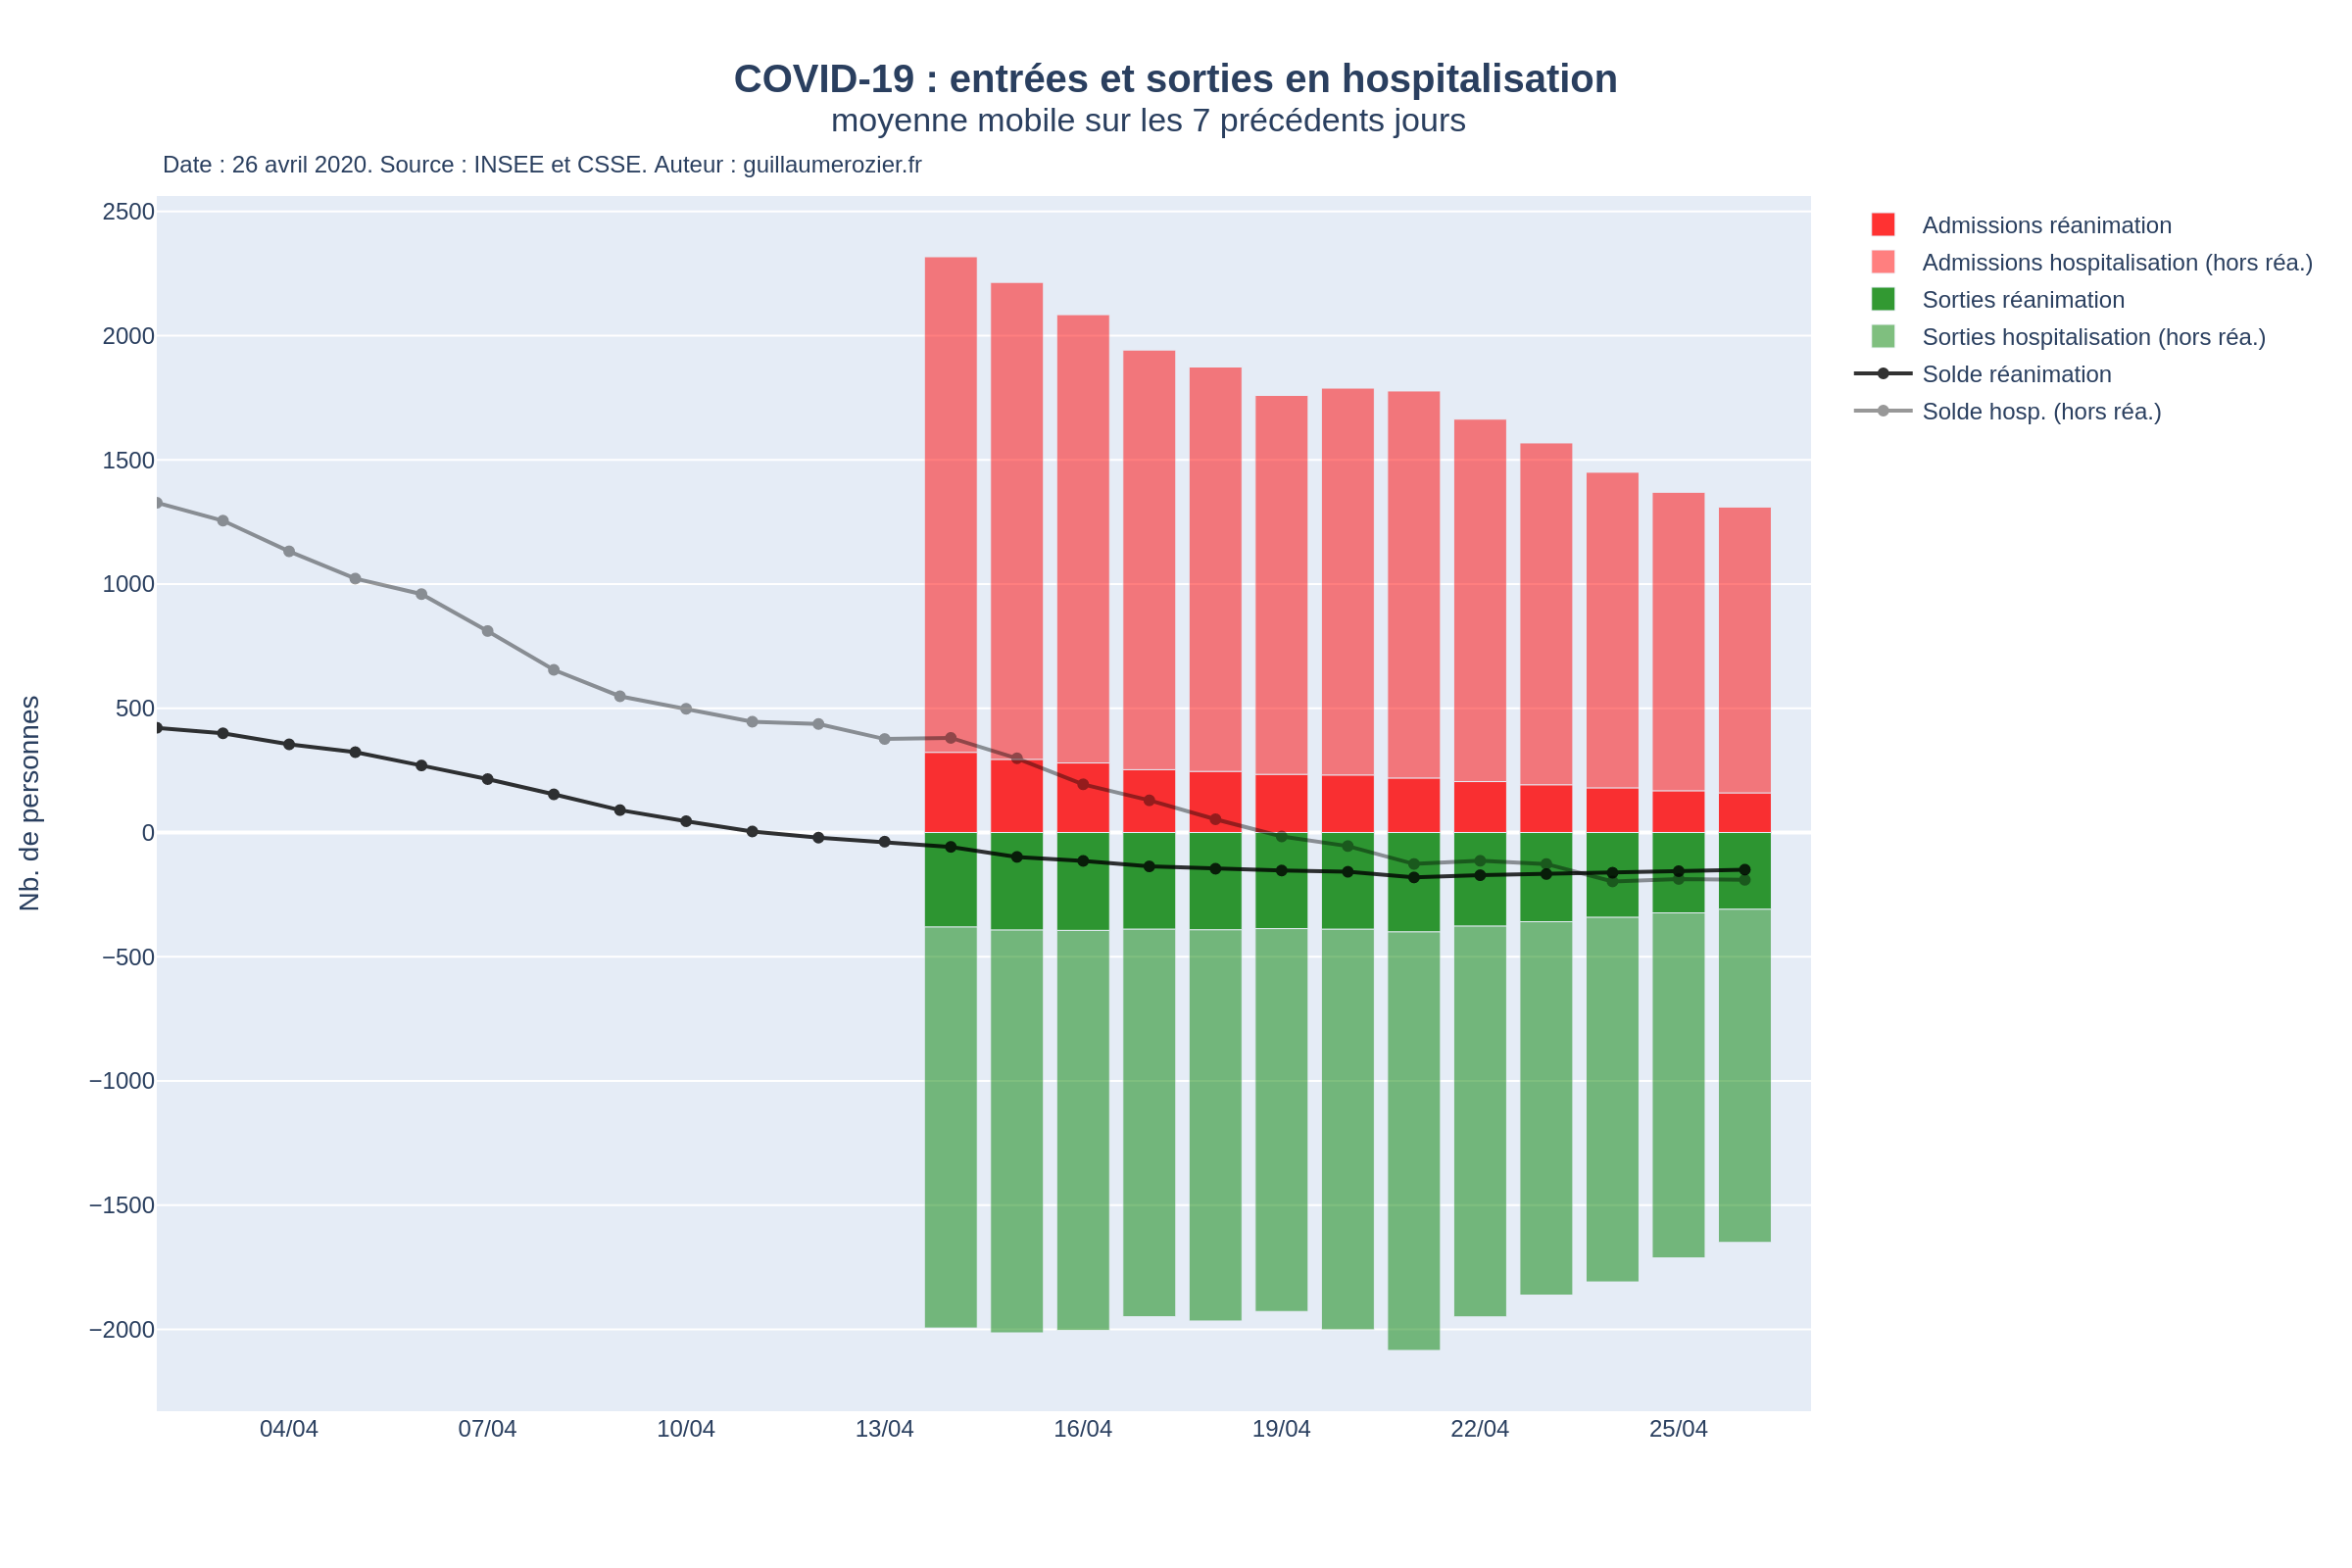 COVID-19 : entrées et sorties en hospitalisation
moyenne mobile sur les 7 précédents jours
Date : 26 avril 2020. Source : INSEE et CSSE. Auteur : guillaumerozier.fr
Admissions réanimation
Admissions hospitalisation (hors réa.)
Sorties réanimation
Sorties hospitalisation (hors réa.)
Solde réanimation
Solde hosp. (hors réa.)
Nb. de personnes
2500
2000
1500
1000
500
0
−500
−1000
−1500
−2000
04/04
07/04
10/04
13/04
16/04
19/04
22/04
25/04